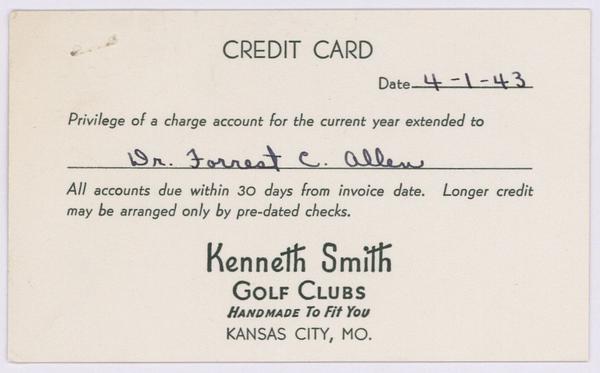 CREDIT CARD
Date 4-1-43
Privilege of a charge account for the current year extended to
Dr. Forrest C. Allen
All accounts due within 30 days from invoice date. Longer credit
may be arranged only by pre-dated checks.
Kenneth Smith
GOLF CLUBS
HANDMADE To Fit You
KANSAS CITY, MO.